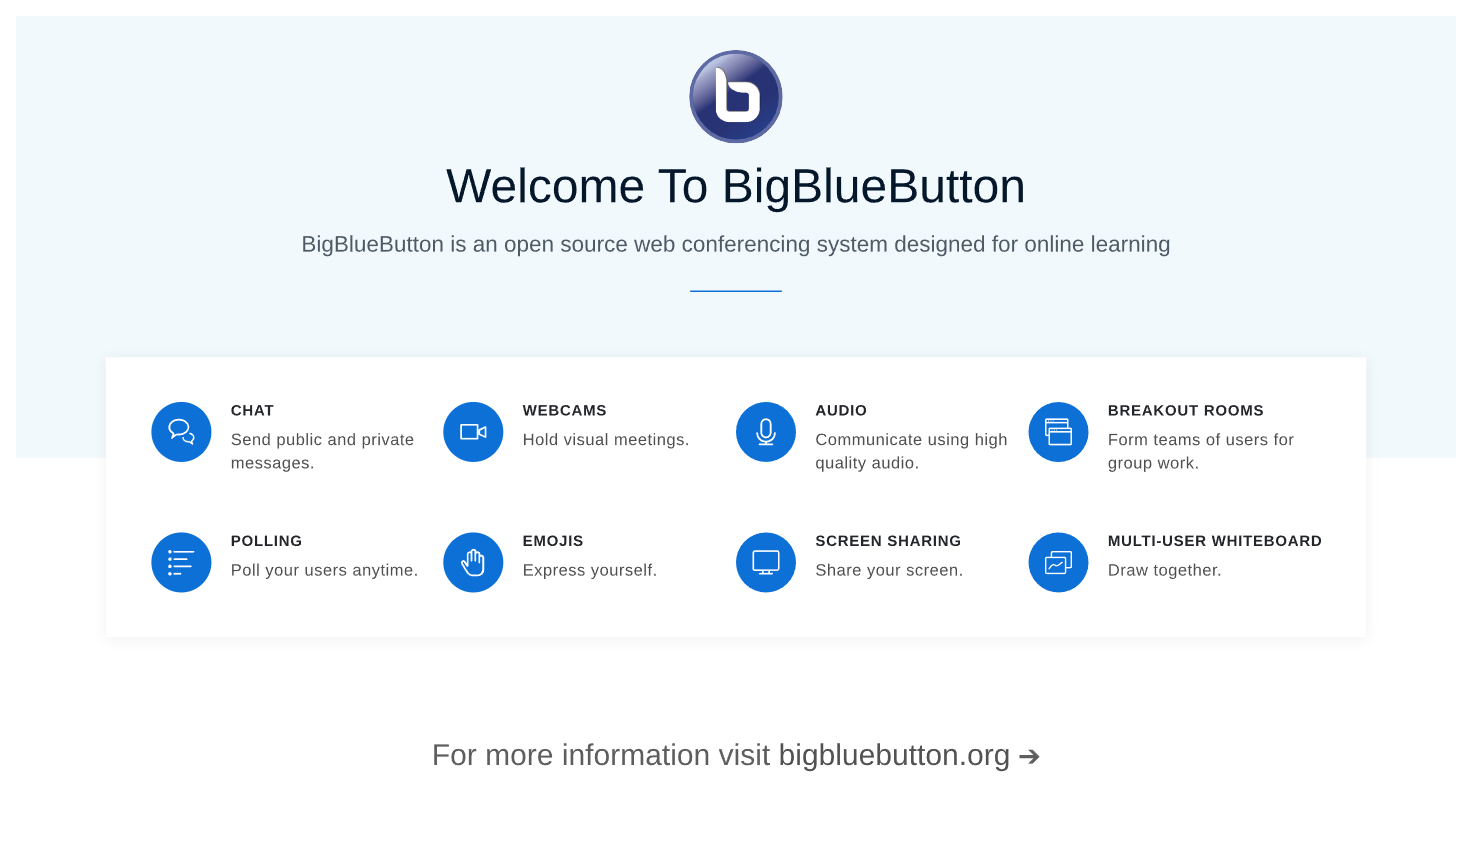 Welcome To BigBlueButton
BigBlueButton is an open source web conferencing system designed for online learning
CHAT
Send public and private
messages.
WEBCAMS
Hold visual meetings.
AUDIO
Communicate using high
quality audio.
BREAKOUT ROOMS
Form teams of users for
group work.
POLLING
Poll your users anytime.
EMOJIS
Express yourself.
SCREEN SHARING
Share your screen.
MULTI-USER WHITEBOARD
Draw together.
For more information visit bigbluebutton.org ➔